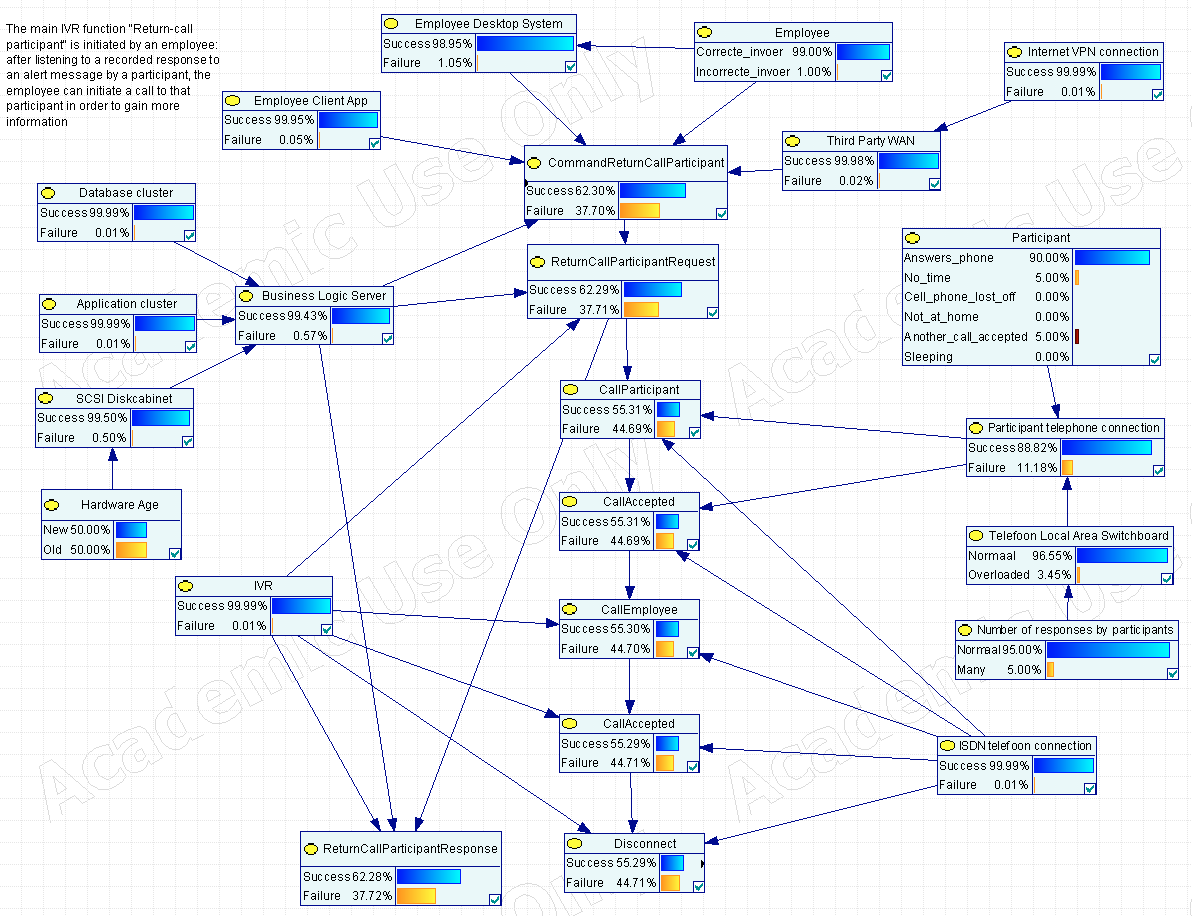 The main IVR function "Return-call
participant" is initiated by an employee:
after listening to a recorded response to
an alert message by a participant, the
employee can initiate a call to that
participant in order to gain more
information
Employee Desktop System
Success 98.95%
Failure 1.05%
Employee
Correcte_invoer 99.00%
Incorrecte_invoer 1.00%
Internet VPN connection
Success 99.99%
Failure 0.01%
Employee Client App
Success 99.95%
Failure 0.05%
Third Party WAN
Success 99.98%
Failure 0.02%
CommandReturnCallParticipant
Success 62.30%
Failure 37.70%
Database cluster
Success 99.99%
Failure 0.01%
Participant
Answers_phone 90.00%
No_time 5.00%
Cell_phone_lost_off 0.00%
Not_at_home 0.00%
Another_call_accepted 5.00%
Sleeping 0.00%
ReturnCallParticipantRequest
Success 62.29%
Failure 37.71%
Application cluster
Success 99.99%
Failure 0.01%
Business Logic Server
Success 99.43%
Failure 0.57%
SCSI Diskcabinet
Success 99.50%
Failure 0.50%
CallParticipant
Success 55.31%
Failure 44.69%
Participant telephone connection
Success 88.82%
Failure 11.18%
Hardware Age
New 50.00%
Old 50.00%
CallAccepted
Success 55.31%
Failure 44.69%
Telefoon Local Area Switchboard
Normaal 96.55%
Overloaded 3.45%
IVR
Success 99.99%
Failure 0.01%
CallEmployee
Success 55.30%
Failure 44.70%
Number of responses by participants
Normal 95.00%
Many 5.00%
CallAccepted
Success 55.29%
Failure 44.71%
ISDN telefoon connection
Success 99.99%
Failure 0.01%
ReturnCallParticipantResponse
Success 62.28%
Failure 37.72%
Disconnect
Success 55.29%
Failure 44.71%
Academic Use Only
Academic Use
Academic Use Only
Academic Use